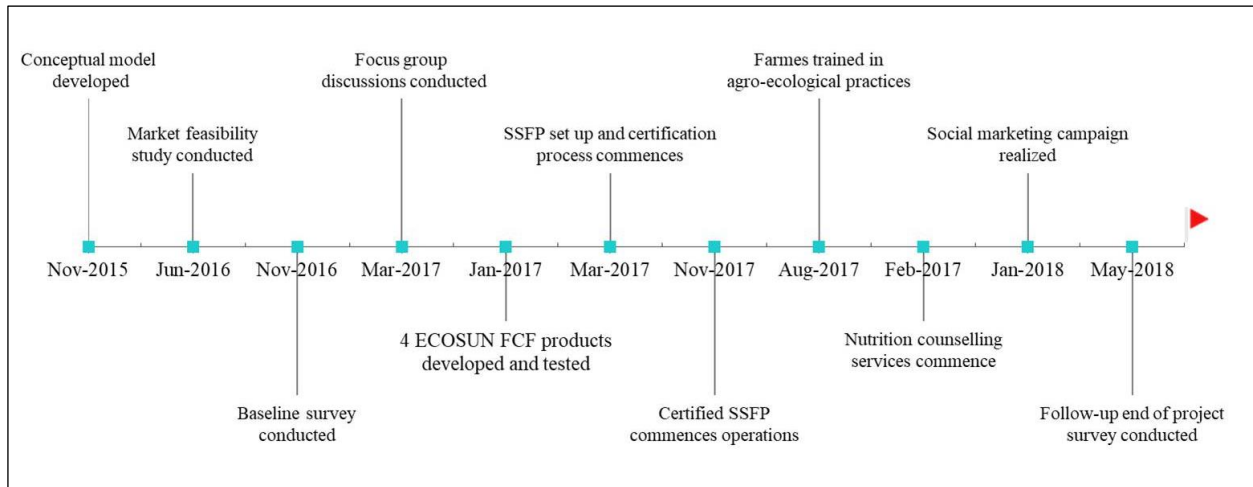 Conceptual model
developed
Focus group
discussions conducted
Farmes trained in
agro-ecological practices
Market feasibility
study conducted
SSFP set up and certification
process commences
Social marketing campaign
realized
Nov-2015
Jun-2016
Nov-2016
Mar-2017
Jan-2017
Mar-2017
Nov-2017
Aug-2017
Feb-2017
Jan-2018
May-2018
4 ECOSUN FCF products
developed and tested
Nutrition counselling
services commence
Baseline survey
conducted
Certified SSFP
commences operations
Follow-up end of project
survey conducted